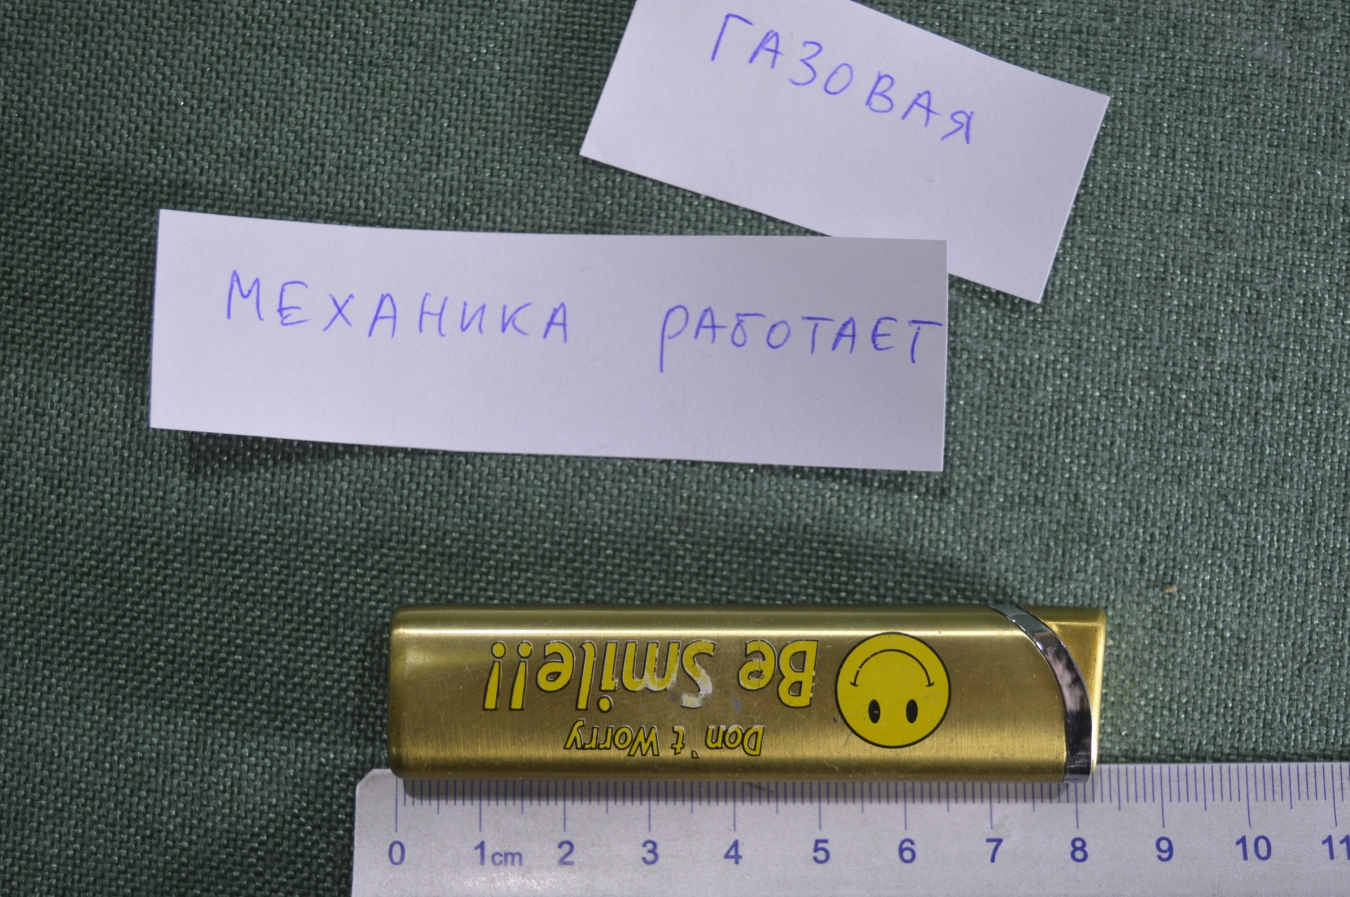 ГАЗОВАЯ
МЕХАНИКА РАБОТАЕТ
Don`t Worry
Be Smile!!
0 1cm 2 3 4 5 6 7 8 9 10 11